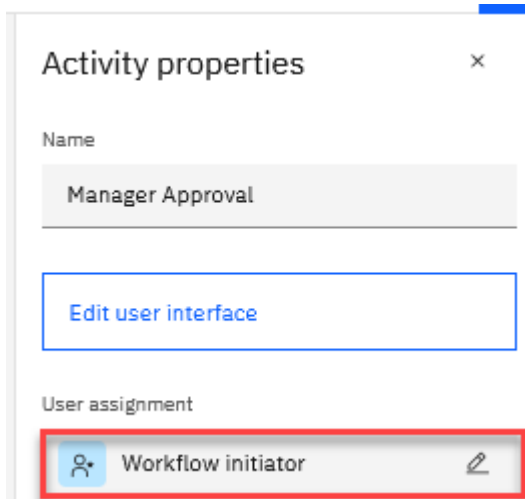 Activity properties
Name
Manager Approval
Edit user interface
User assignment
Workflow initiator